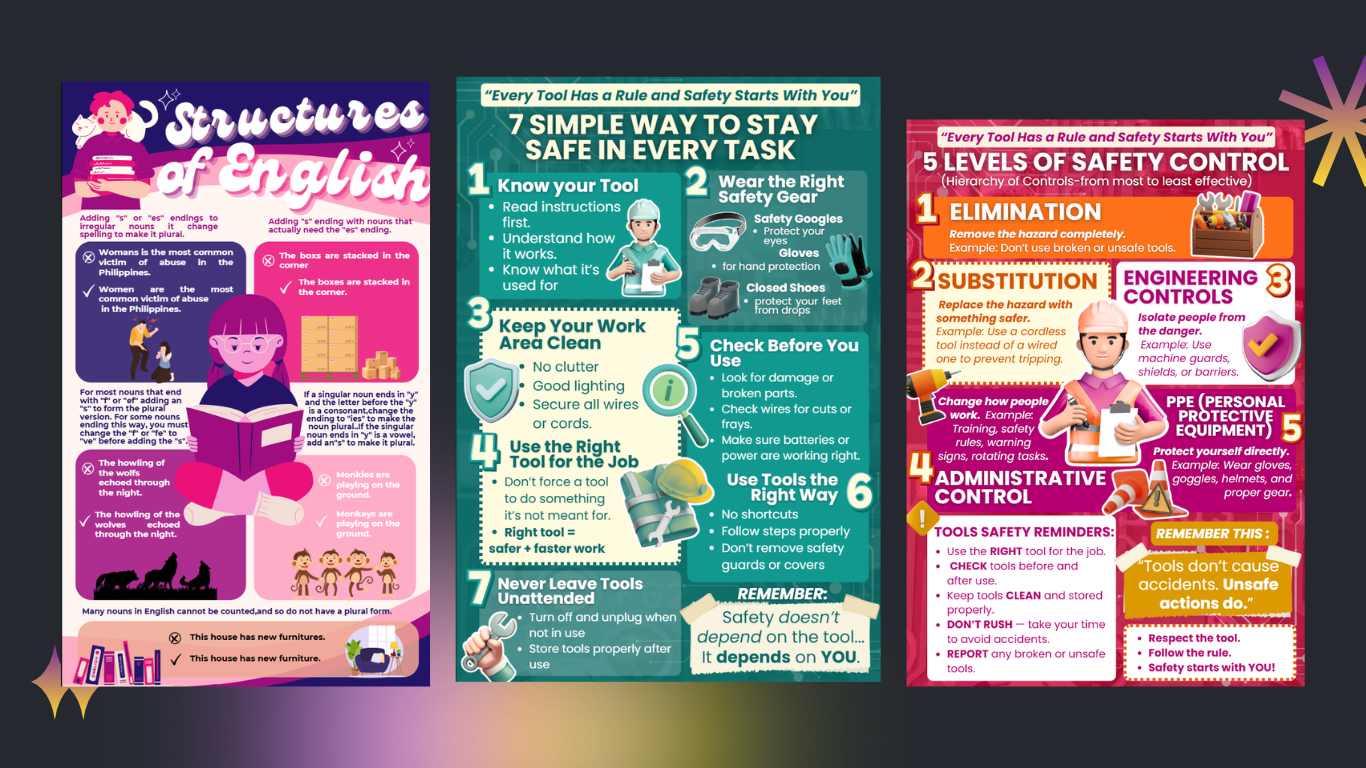 Structures
of English
Adding "s" or "es" endings to
irregular nouns it change
spelling to make it plural.
Adding "s" ending with nouns that
actually need the "es" ending.
Womans is the most common
victim of abuse in the
Philippines.
Women are the most
common victim of abuse
in the Philippines.
The boxs are stacked in the
corner
The boxes are stacked in
the corner.
For most nouns that end
with "f" or "ef" adding an
"s" to form the plural
version. For some nouns
ending this way, you must
change the "f" or "fe" to
"ve" before adding the "s".
If a singular noun ends in "y"
and the letter before the "y"
is a consonant,change the
ending to "ies" to make the
noun plural..If the singular
noun ends in "y" is a vowel,
add an"s" to make it plural.
The howling of
the wolfs
echoed through
the night.
The howling of the
wolves echoed
through the night.
Monkies are
playing on the
ground.
Monkeys are
playing on the
ground.
Many nouns in English cannot be counted,and so do not have a plural form.
This house has new furnitures.
This house has new furniture.
"Every Tool Has a Rule and Safety Starts With You"
7 SIMPLE WAY TO STAY
SAFE IN EVERY TASK
1 Know your Tool
• Read instructions
first.
• Understand how
it works.
• Know what it's
used for
2 Wear the Right
Safety Gear
Safety Googles
• Protect your
eyes
Gloves
• for hand protection
Closed Shoes
• protect your feet
from drops
3 Keep Your Work
Area Clean
• No clutter
• Good lighting
• Secure all wires
or cords.
4 Use the Right
Tool for the Job
• Don't force a tool
to do something
it's not meant for.
• Right tool =
safer + faster work
5 Check Before You
Use
• Look for damage or
broken parts.
• Check wires for cuts or
frays.
• Make sure batteries or
power are working right.
Use Tools the
Right Way 6
• No shortcuts
• Follow steps properly
• Don't remove safety
guards or covers
7 Never Leave Tools
Unattended
• Turn off and unplug when
not in use
• Store tools properly after
use
REMEMBER:
Safety doesn't
depend on the tool...
It depends on YOU.
"Every Tool Has a Rule and Safety Starts With You"
5 LEVELS OF SAFETY CONTROL
(Hierarchy of Controls-from most to least effective)
1 ELIMINATION
Remove the hazard completely.
Example: Don't use broken or unsafe tools.
2 SUBSTITUTION
Replace the hazard with
something safer.
Example: Use a cordless
tool instead of a wired
one to prevent tripping.
ENGINEERING 3
CONTROLS
Isolate people from
the danger.
Example: Use
machine guards,
shields, or barriers.
Change how people
work. Example:
Training, safety
rules, warning
signs, rotating tasks.
4 ADMINISTRATIVE
CONTROL
PPE (PERSONAL
PROTECTIVE
EQUIPMENT) 5
Protect yourself directly.
Example: Wear gloves,
goggles, helmets, and
proper gear.
!
TOOLS SAFETY REMINDERS:
• Use the RIGHT tool for the job.
• CHECK tools before and
after use.
• Keep tools CLEAN and stored
properly.
• DON'T RUSH — take your time
to avoid accidents.
• REPORT any broken or unsafe
tools.
REMEMBER THIS :
"Tools don't cause
accidents. Unsafe
actions do."
• Respect the tool.
• Follow the rule.
• Safety starts with YOU!